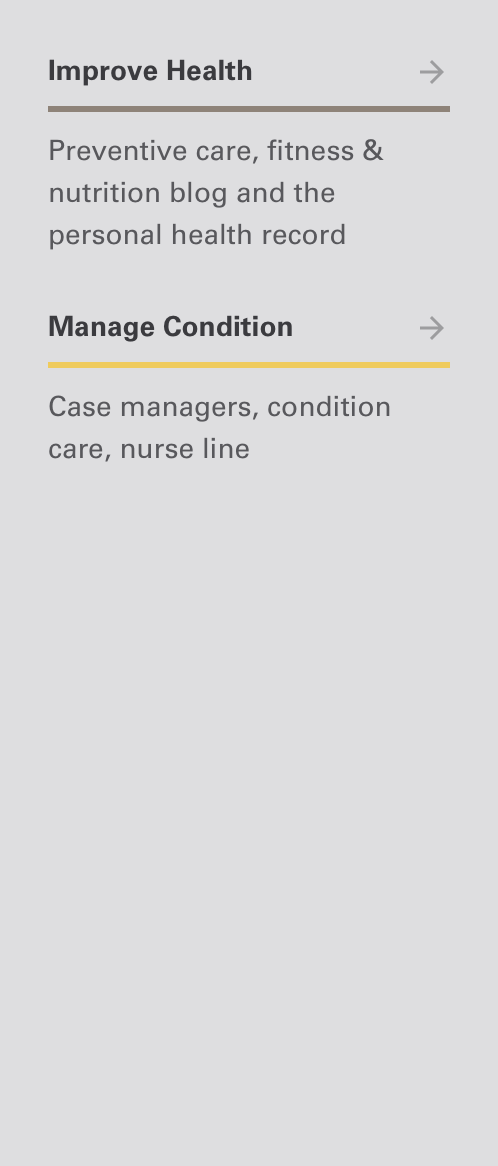 Improve Health
Preventive care, fitness &
nutrition blog and the
personal health record
Manage Condition
Case managers, condition
care, nurse line